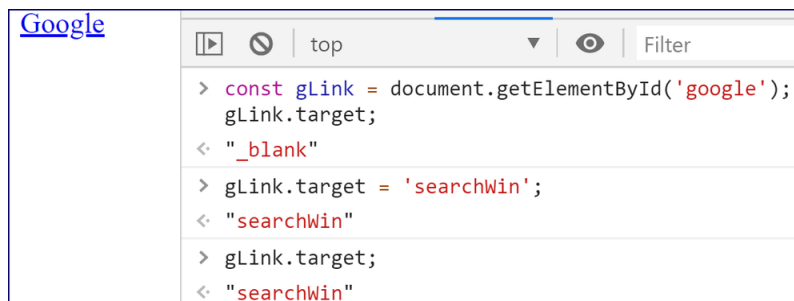 Google
top
Filter
> const gLink = document.getElementById('google');
gLink.target;
"_blank"
> gLink.target = 'searchWin';
"searchWin"
> gLink.target;
"searchWin"